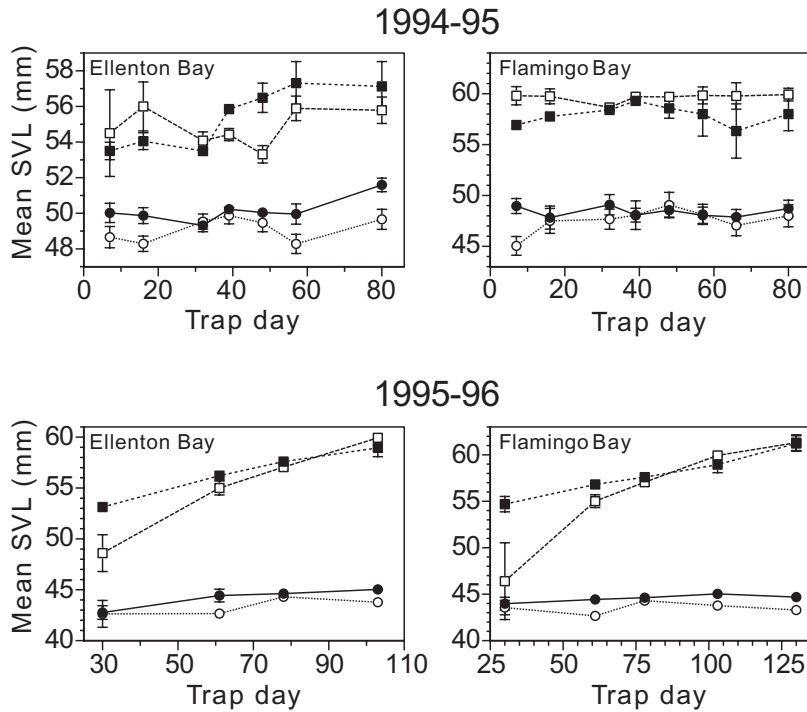 1994-95
Mean SVL (mm)
Ellenton Bay
58
56
54
52
50
48
0 20 40 60 80
Trap day
Flamingo Bay
60
55
50
45
0 20 40 60 80
Trap day
1995-96
Mean SVL (mm)
Ellenton Bay
60
55
50
45
40
30 50 70 90 110
Trap day
Flamingo Bay
60
55
50
45
40
25 50 75 100 125
Trap day